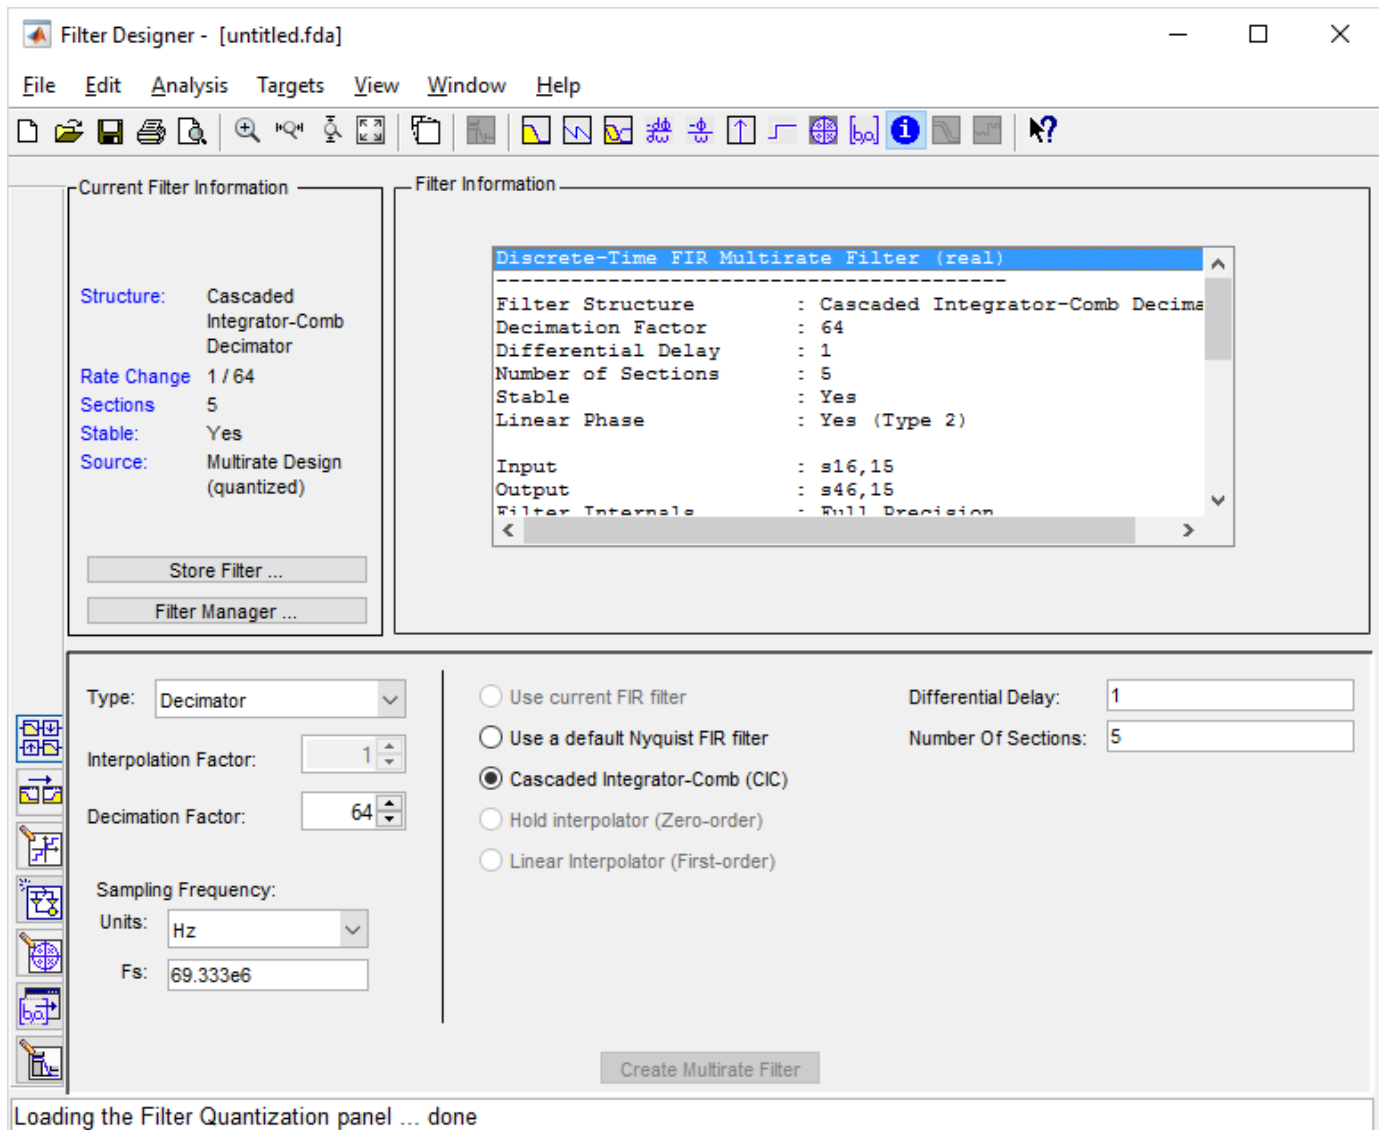 Filter Designer -  [untitled.fda]
File Edit Analysis Targets View Window Help
Current Filter Information
Structure: Cascaded
Integrator-Comb
Decimator
Rate Change 1 / 64
Sections 5
Stable: Yes
Source: Multirate Design
(quantized)
Store Filter ...
Filter Manager ...
Filter Information
Discrete-Time FIR Multirate Filter (real)
-----------------------------------------
Filter Structure : Cascaded Integrator-Comb Decima
Decimation Factor : 64
Differential Delay : 1
Number of Sections : 5
Stable : Yes
Linear Phase : Yes (Type 2)
Input : s16,15
Output : s46,15
Filter Internals : Full Precision
Type: Decimator
Interpolation Factor: 1
Decimation Factor: 64
Sampling Frequency:
Units: Hz
Fs: 69.333e6
Use current FIR filter
Use a default Nyquist FIR filter
Cascaded Integrator-Comb (CIC)
Hold interpolator (Zero-order)
Linear Interpolator (First-order)
Differential Delay: 1
Number Of Sections: 5
Create Multirate Filter
Loading the Filter Quantization panel ... done